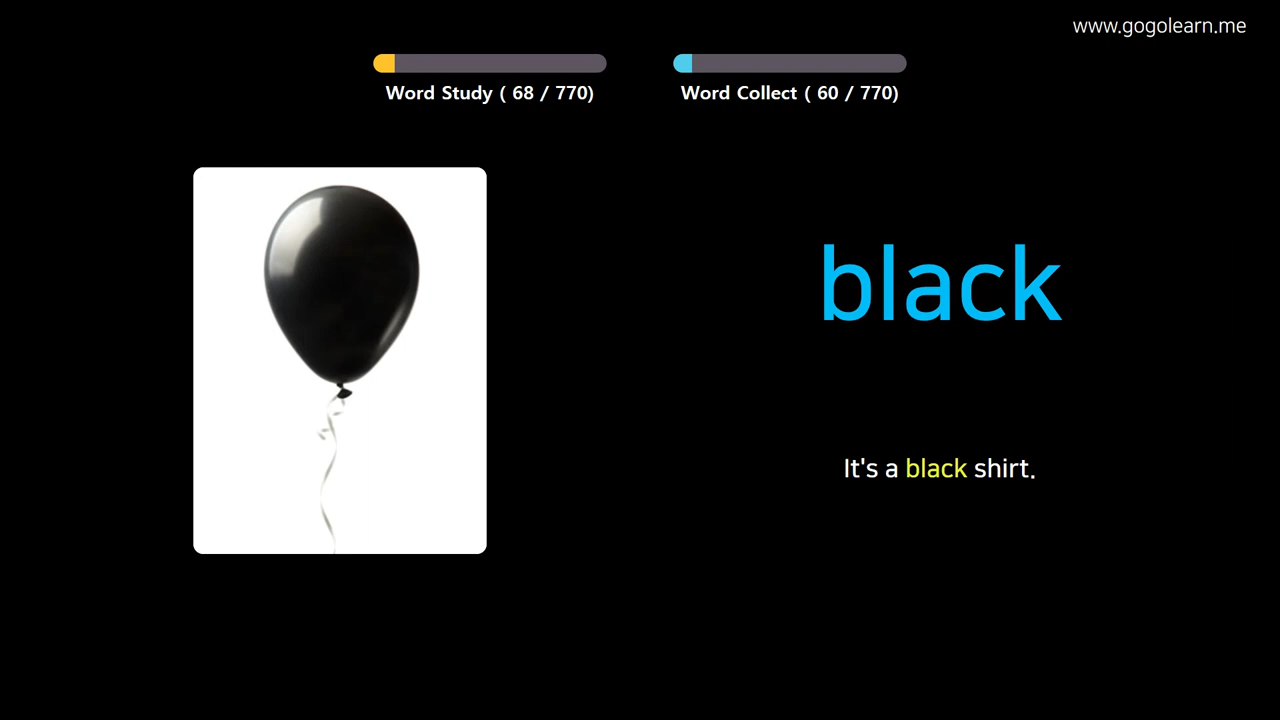 www.gogolearn.me
Word Study ( 68 / 770)
Word Collect ( 60 / 770)
black
It's a black shirt.